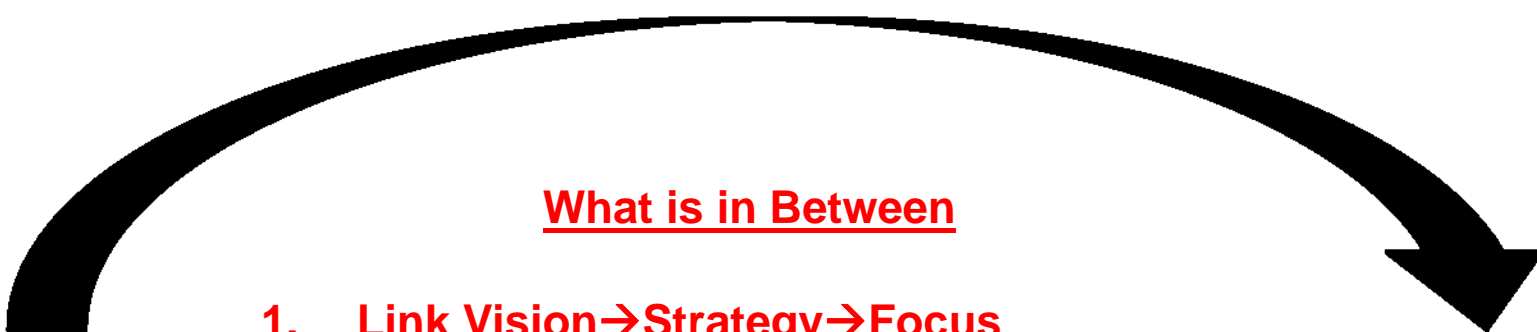 What is in Between
1. Link Vision→Strategy→Focus